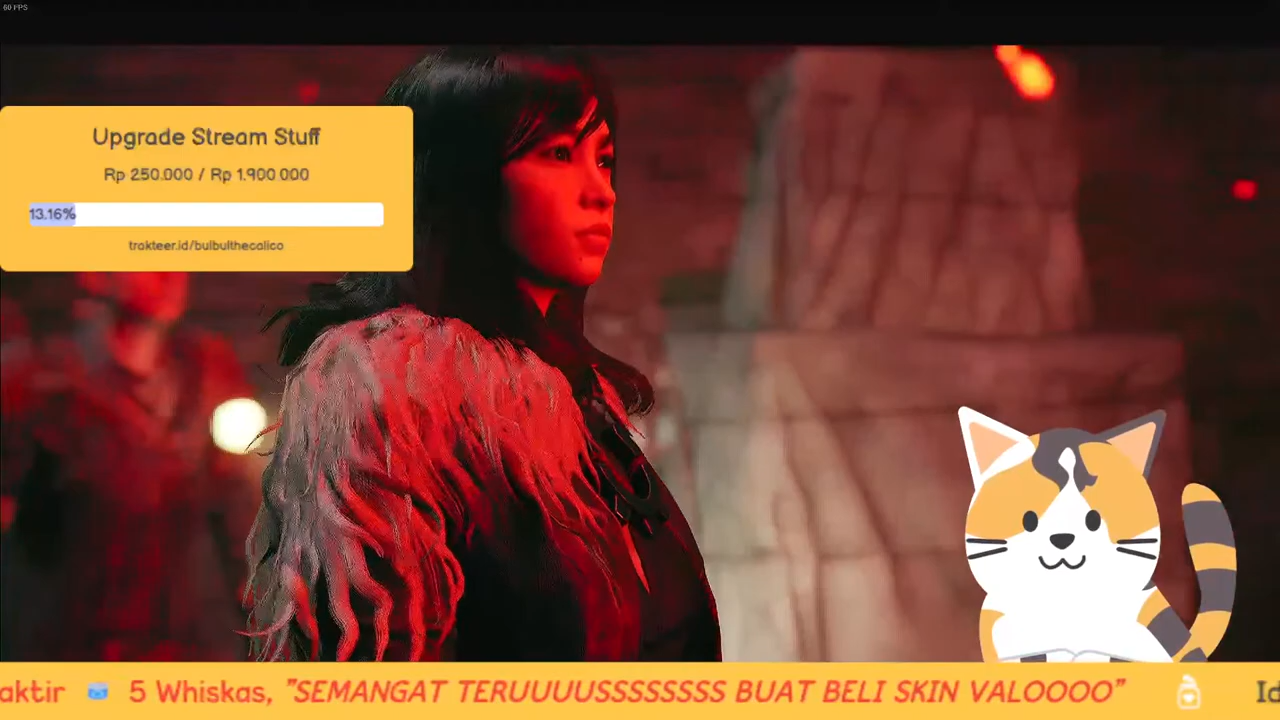 60 FPS
Upgrade Stream Stuff
Rp 250.000 / Rp 1.900.000
13.16%
trakteer.id/bulbulthecalico
aktir 5 Whiskas, "SEMANGAT TERUUUUSSSSSSSS BUAT BELI SKIN VALOOOO" Id